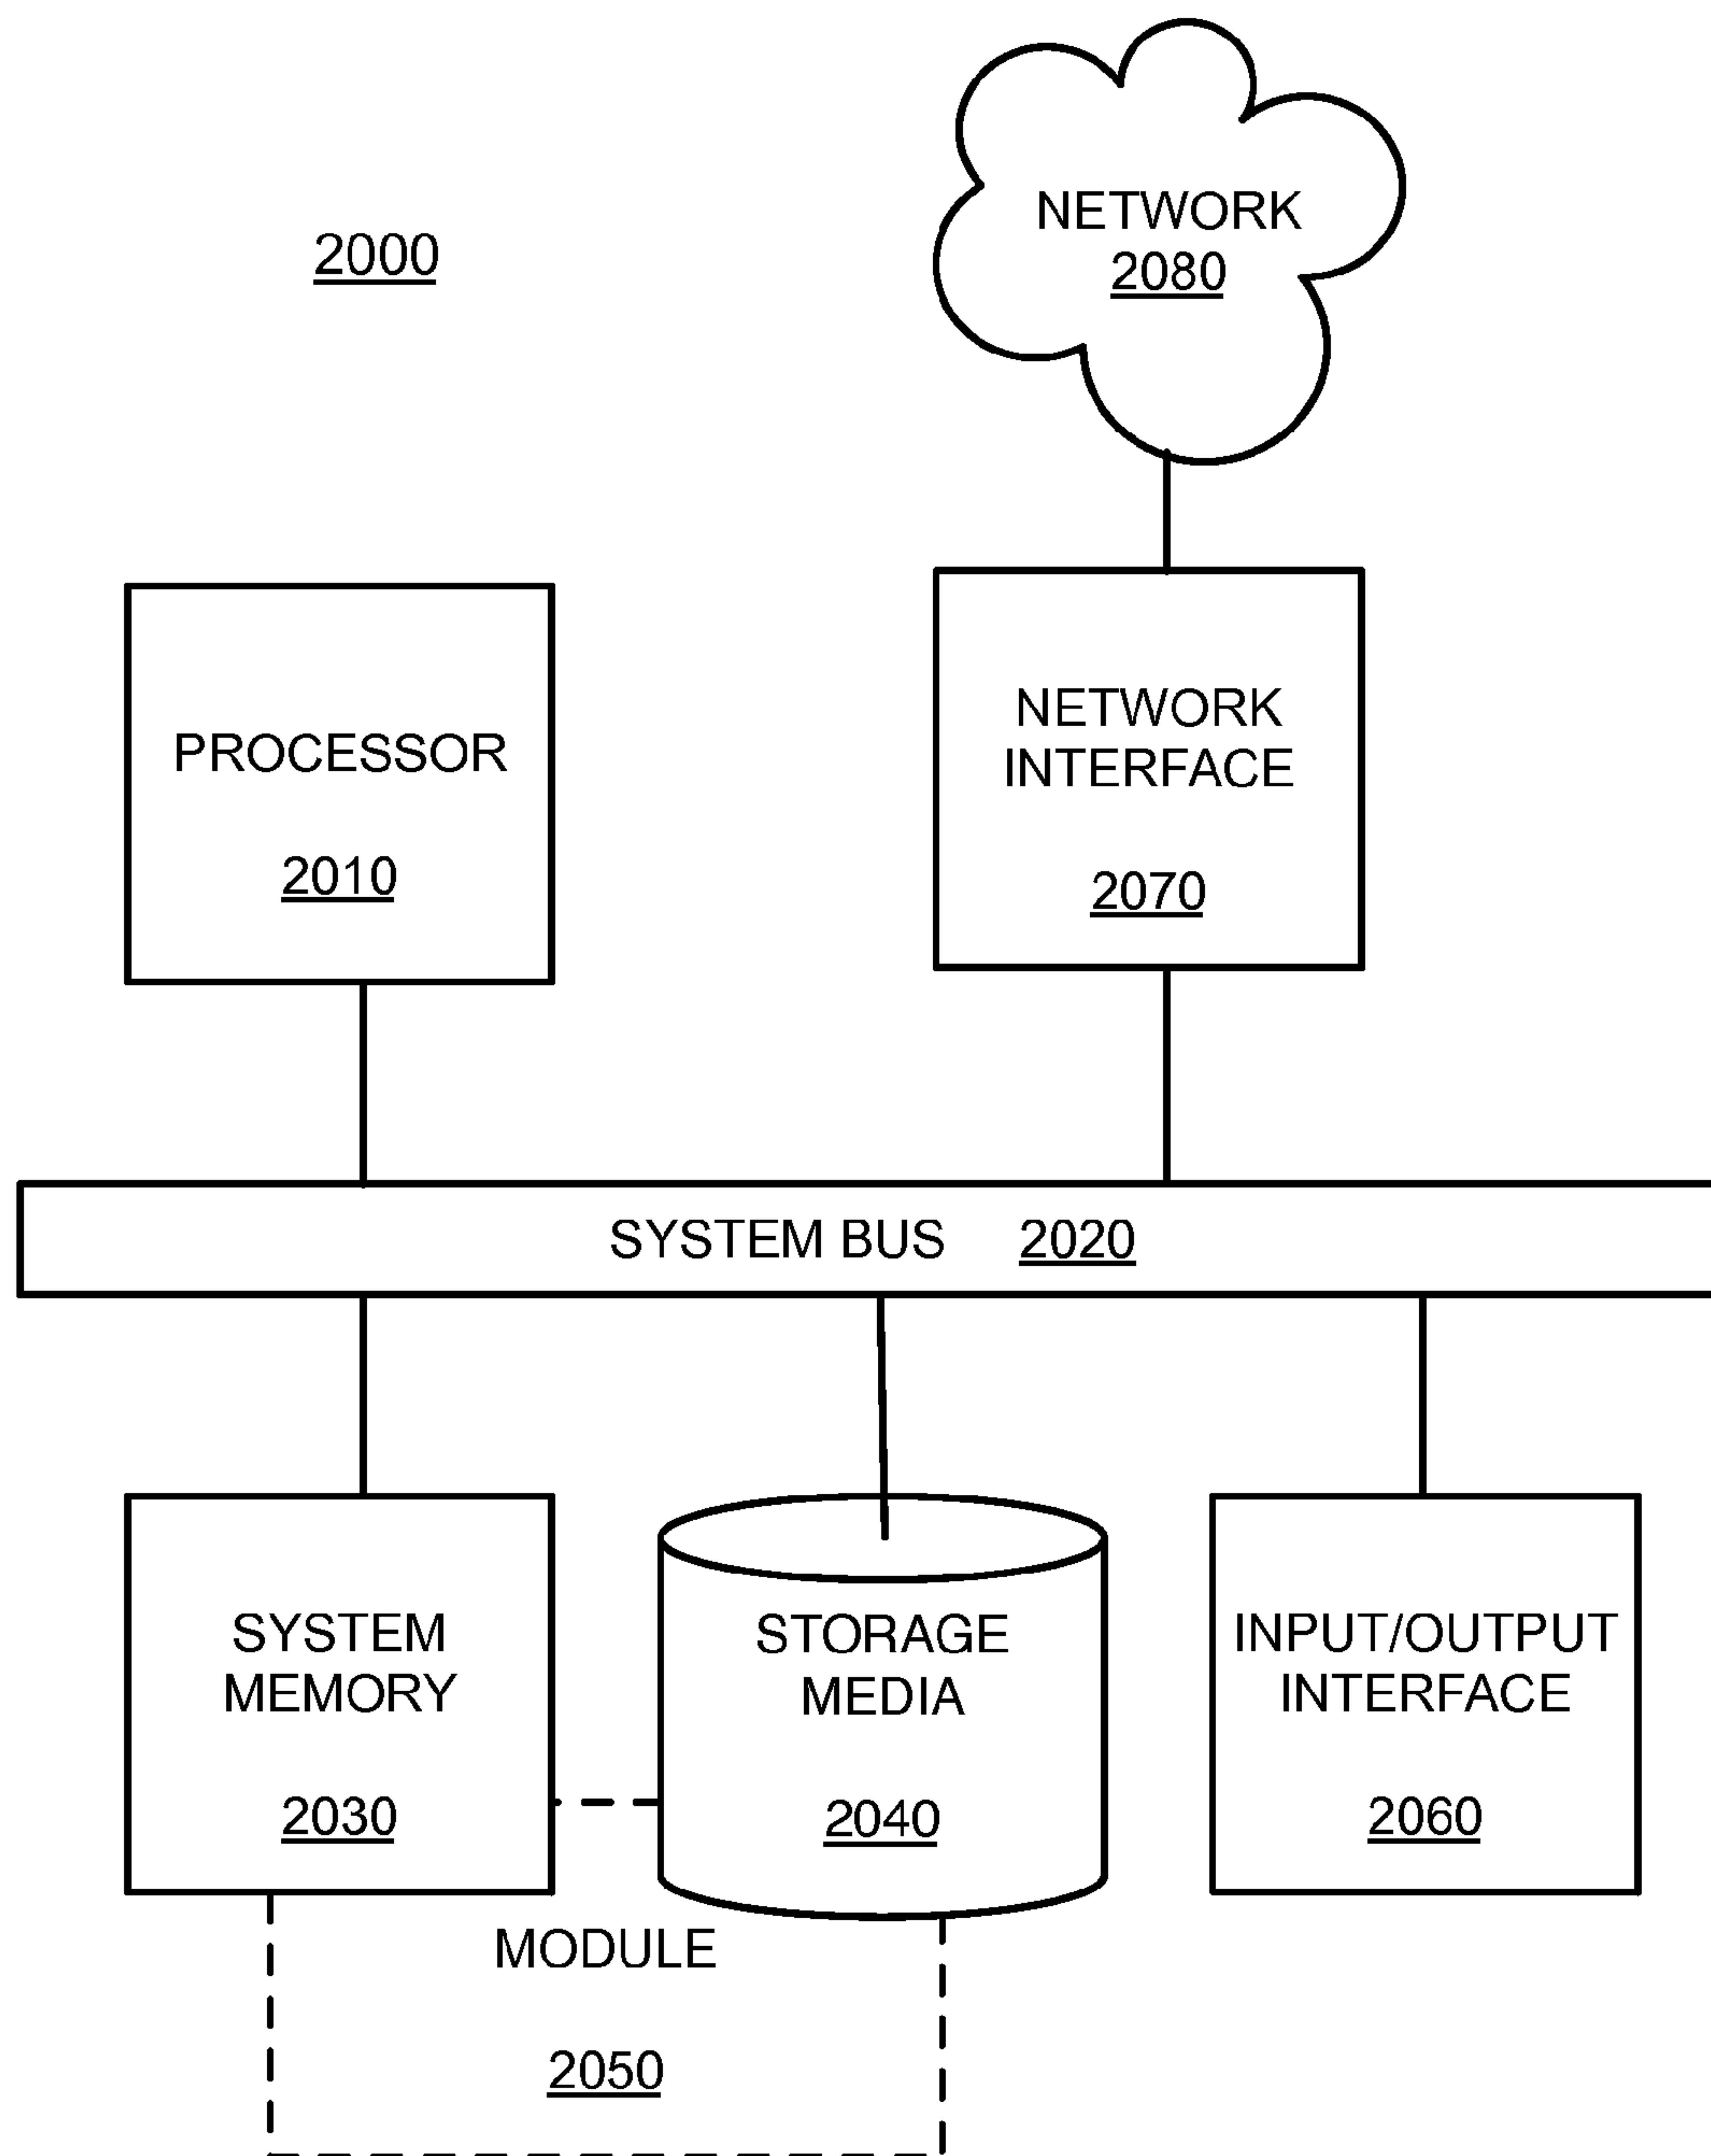 2000
NETWORK
2080
PROCESSOR
2010
NETWORK
INTERFACE
2070
SYSTEM BUS 2020
SYSTEM
MEMORY
2030
STORAGE
MEDIA
2040
INPUT/OUTPUT
INTERFACE
2060
MODULE
2050